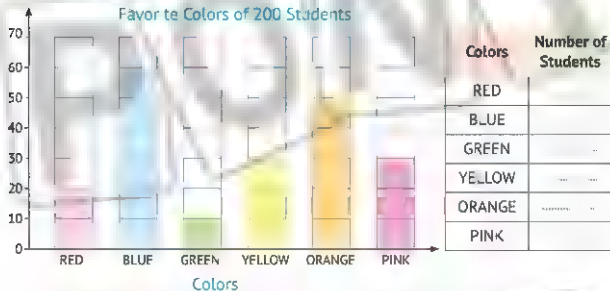 Favor te Colors of 200 Students
70
60
50
40
30
20
10
0
RED BLUE GREEN YELLOW ORANGE PINK
Colors
Colors Number of Students
RED
BLUE
GREEN
YELLOW
ORANGE
PINK